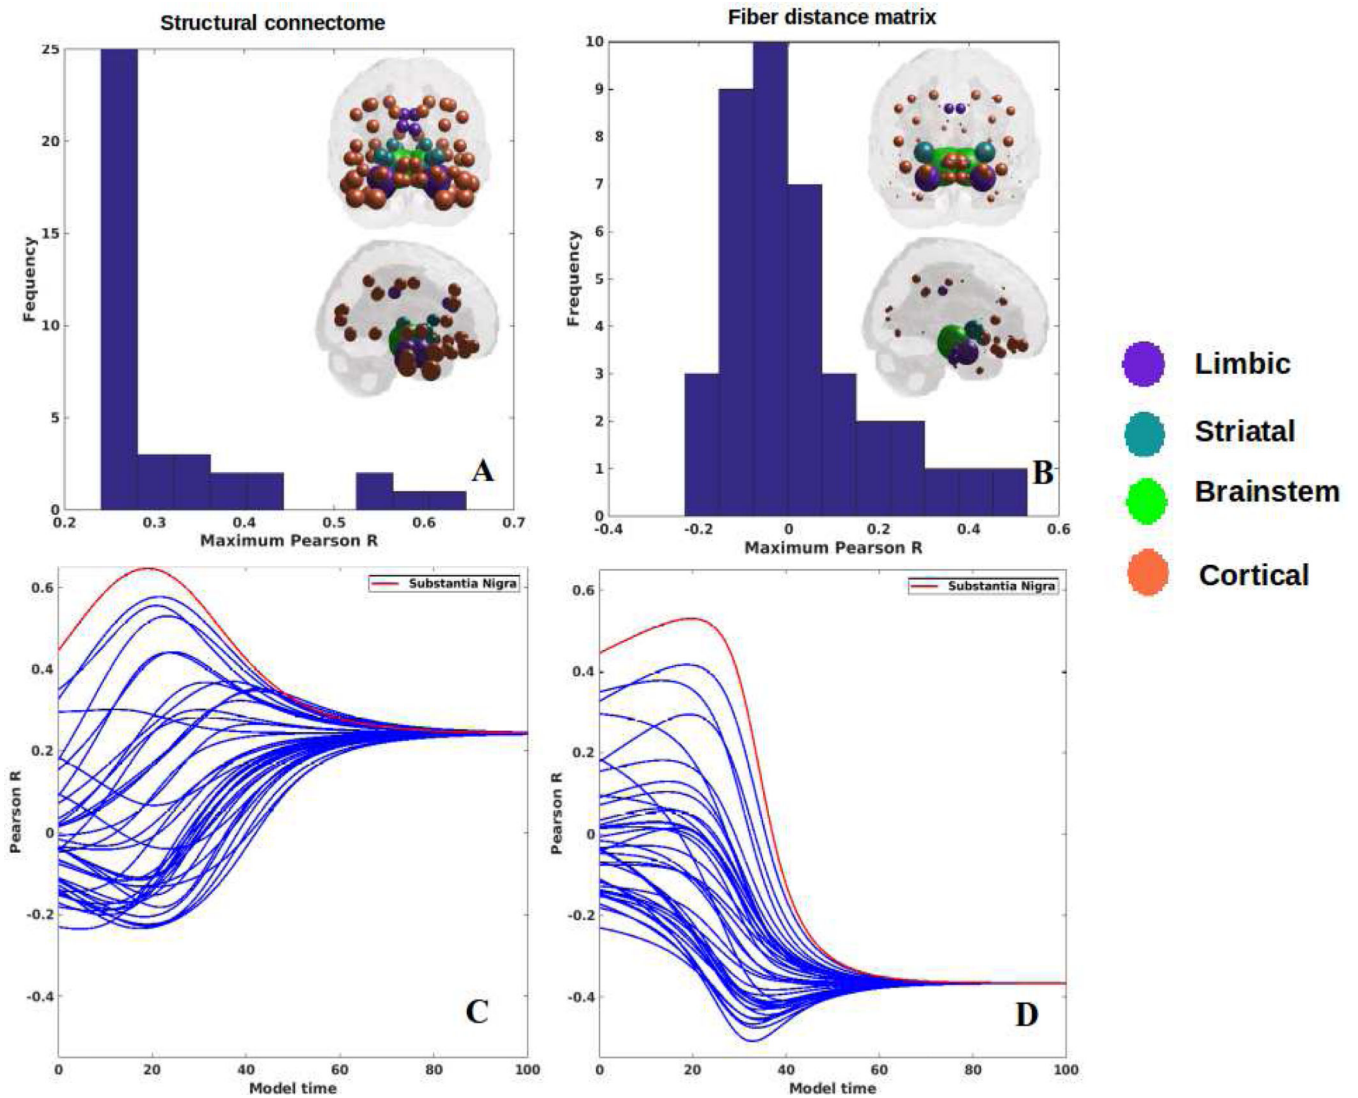 Structural connectome
Fiber distance matrix
25
20
15
10
5
0
Fequency
0.2 0.3 0.4 0.5 0.6 0.7
Maximum Pearson R
A
10
9
8
7
6
5
4
3
2
1
0
Frequency
-0.4 -0.2 0 0.2 0.4 0.6
Maximum Pearson R
B
Limbic
Striatal
Brainstem
Cortical
0.6
0.4
0.2
0
-0.2
-0.4
Pearson R
Substantia Nigra
C
0 20 40 60 80 100
Model time
0.6
0.4
0.2
0
-0.2
-0.4
Pearson R
Substantia Nigra
D
0 20 40 60 80 100
Model time